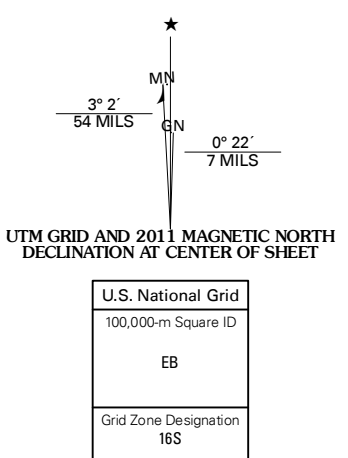 ★
MN
3° 2´
54 MILS
GN
0° 22´
7 MILS
UTM GRID AND 2011 MAGNETIC NORTH
DECLINATION AT CENTER OF SHEET
U.S. National Grid
100,000-m Square ID
EB
Grid Zone Designation
16S